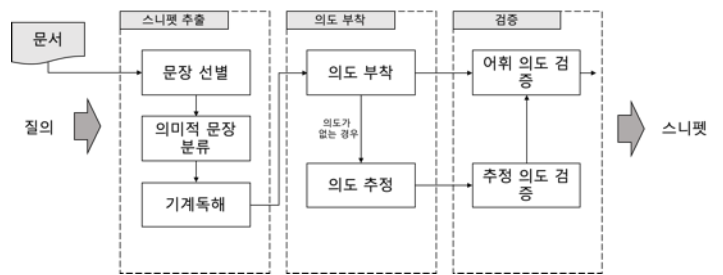 스니펫 추출
의도 부착
검증
문서
문장 선별
의도 부착
어휘 의도 검
증
질의
의미적 문장
분류
의도가
없는 경우
스니펫
기계독해
의도 추정
추정 의도 검
증